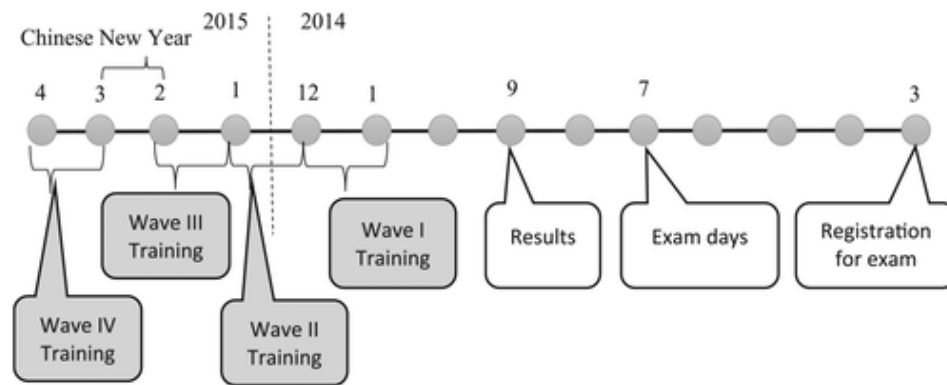 2015
2014
Chinese New Year
4
3
2
1
12
1
9
7
3
Wave III
Training
Wave I
Training
Results
Exam days
Registration
for exam
Wave IV
Training
Wave II
Training